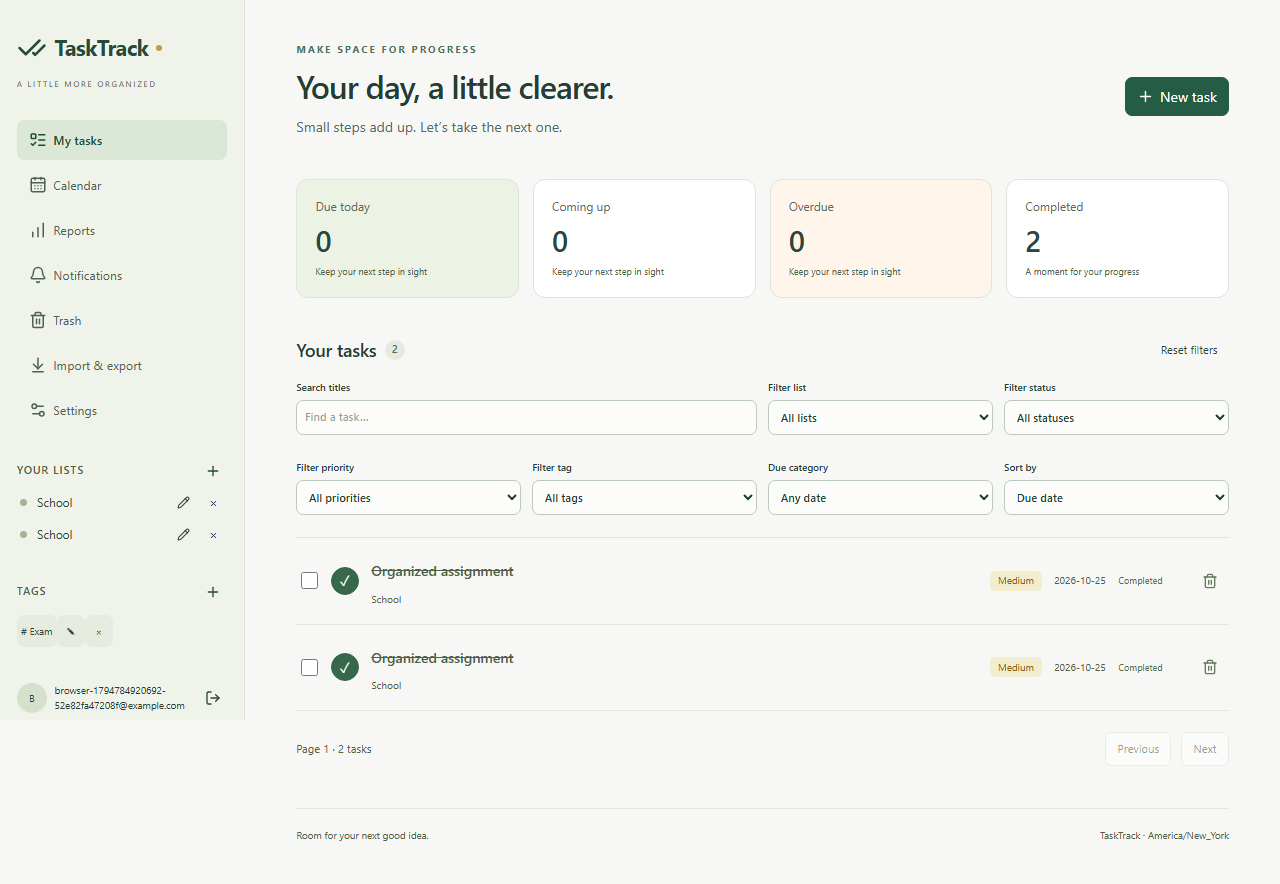 TaskTrack
A LITTLE MORE ORGANIZED
My tasks
Calendar
Reports
Notifications
Trash
Import & export
Settings
YOUR LISTS
School
×
School
×
TAGS
# Exam
×
B
browser-1794784920692-
52e82fa47208f@example.com
MAKE SPACE FOR PROGRESS
Your day, a little clearer.
Small steps add up. Let’s take the next one.
New task
Due today
0
Keep your next step in sight
Coming up
0
Keep your next step in sight
Overdue
0
Keep your next step in sight
Completed
2
A moment for your progress
Your tasks 2
Reset filters
Search titles
Find a task...
Filter list
All lists
Filter status
All statuses
Filter priority
All priorities
Filter tag
All tags
Due category
Any date
Sort by
Due date
Organized assignment
School
Medium 2026-10-25 Completed
Organized assignment
School
Medium 2026-10-25 Completed
Page 1 · 2 tasks
Previous
Next
Room for your next good idea.
TaskTrack · America/New_York